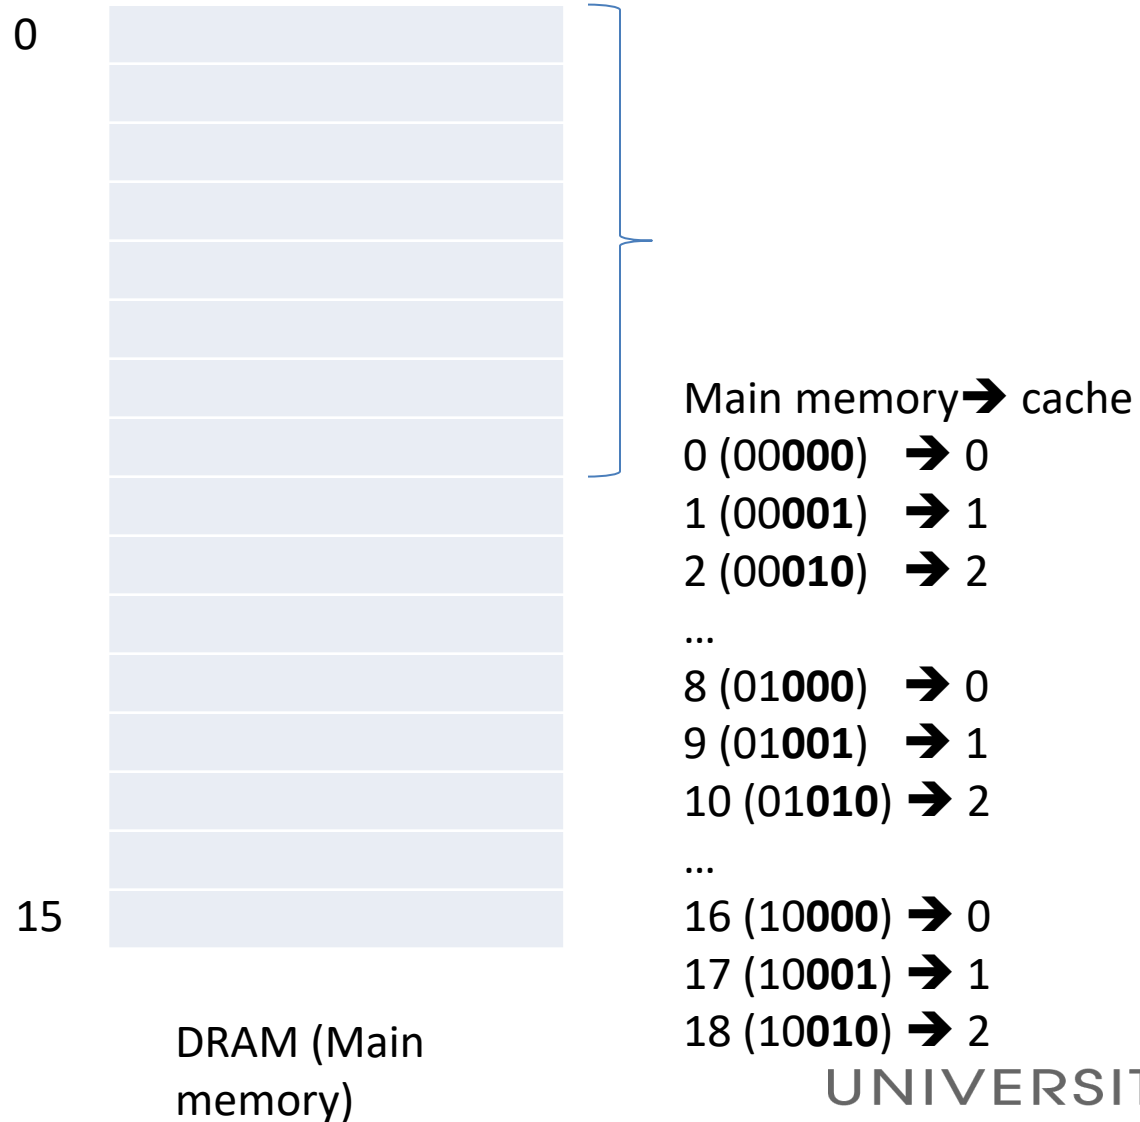 0
15
DRAM (Main
memory)
Main memory➔ cache
0 (00000) ➔ 0
1 (00001) ➔ 1
2 (00010) ➔ 2
…
8 (01000) ➔ 0
9 (01001) ➔ 1
10 (01010) ➔ 2
…
16 (10000) ➔ 0
17 (10001) ➔ 1
18 (10010) ➔ 2
UNIVERSIT